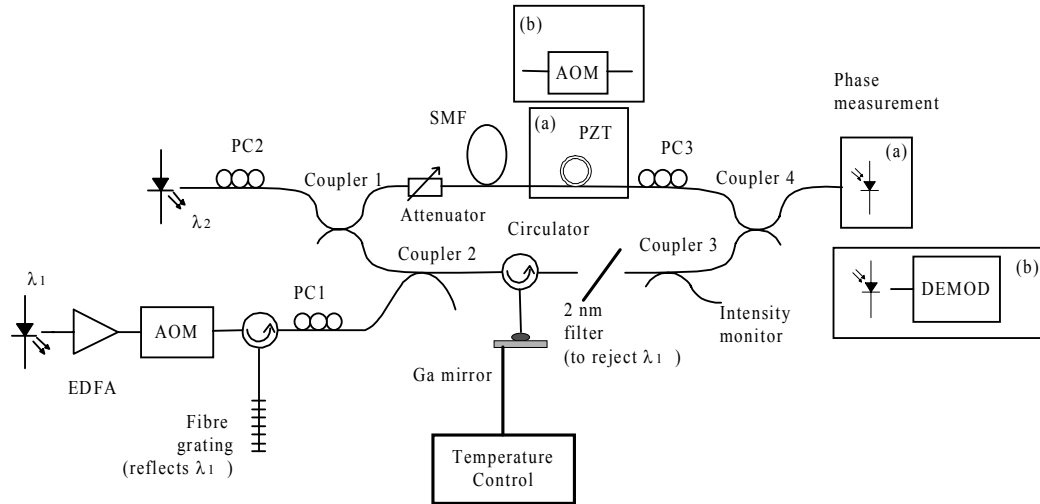 (b)
AOM
SMF
(a)
PZT
PC3
Phase
measurement
(a)
PC2
Coupler 1
Coupler 4
λ2
Attenuator
Circulator
Coupler 2
Coupler 3
(b)
DEMOD
λ1
PC1
AOM
EDFA
2 nm
filter
(to reject λ1 )
Intensity
monitor
Ga mirror
Fibre
grating
(reflects λ1 )
Temperature
Control